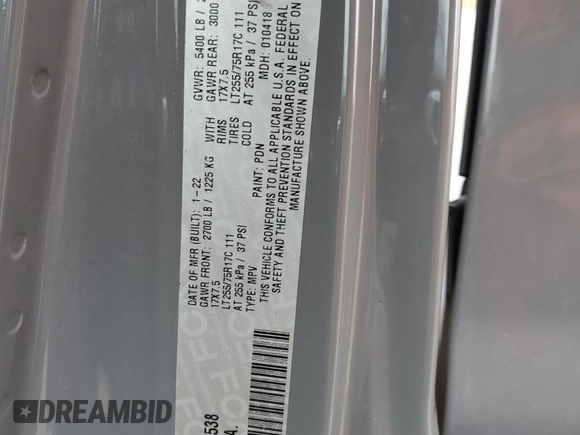 DATE OF MFR (BUILT): 1-22 GVWR: 5400 LB /
GAWR FRONT: 2700 LB / 1225 KG WITH GAWR REAR: 3000
17X7.5 RIMS 17X7.5
LT255/75R17C 111 TIRES LT255/75R17C 111
AT 255 kPa / 37 PSI COLD AT 255 kPa / 37 PSI
TYPE: MPV PAINT: PDN MDH: 010418
THIS VEHICLE CONFORMS TO ALL APPLICABLE U.S.A. FEDERAL
SAFETY AND THEFT PREVENTION STANDARDS IN EFFECT ON
MANUFACTURE SHOWN ABOVE.
538
A.
DREAMBID